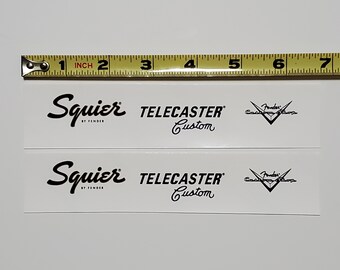 1 INCH 2 3 4 5 6 7
Squier TELECASTER Fender
BY FENDER Custom Custom Shop
Squier TELECASTER Fender
BY FENDER Custom Custom Shop